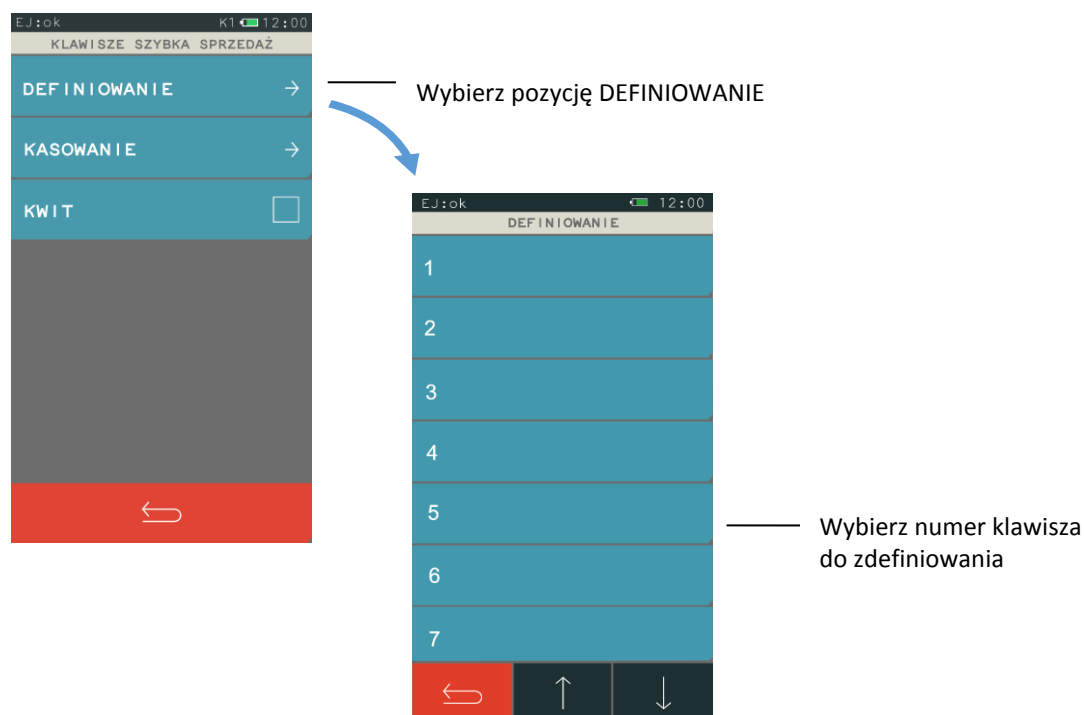 EJ:ok K1 12:00
KLAWISZE SZYBKA SPRZEDAŻ
DEFINIOWANIE
KASOWANIE
KWIT
Wybierz pozycję DEFINIOWANIE
EJ:ok 12:00
DEFINIOWANIE
1
2
3
4
5
6
7
Wybierz numer klawisza
do zdefiniowania